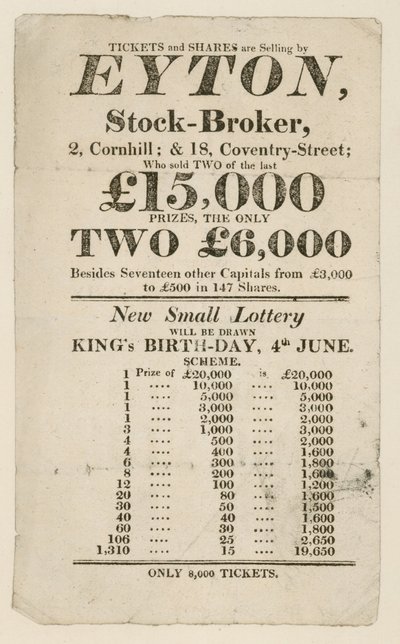 TICKETS and SHARES are Selling by
EYTON,
Stock-Broker,
2, Cornhill; & 18, Coventry-Street;
Who sold TWO of the last
£15,000
PRIZES, THE ONLY
TWO £6,000
Besides Seventeen other Capitals from £3,000
to £500 in 147 Shares.
New Small Lottery
WILL BE DRAWN
KING's BIRTH-DAY, 4th JUNE.
SCHEME.
1 Prize of £20,000 is £20,000
1 .... 10,000 .... 10,000
1 .... 5,000 .... 5,000
1 .... 3,000 .... 3,000
1 .... 2,000 .... 2,000
3 .... 1,000 .... 3,000
4 .... 500 .... 2,000
4 .... 400 .... 1,600
6 .... 300 .... 1,800
8 .... 200 .... 1,600
12 .... 100 .... 1,200
20 .... 80 .... 1,600
30 .... 50 .... 1,500
40 .... 40 .... 1,600
60 .... 30 .... 1,800
106 .... 25 .... 2,650
1,310 .... 15 .... 19,650
ONLY 8,000 TICKETS.